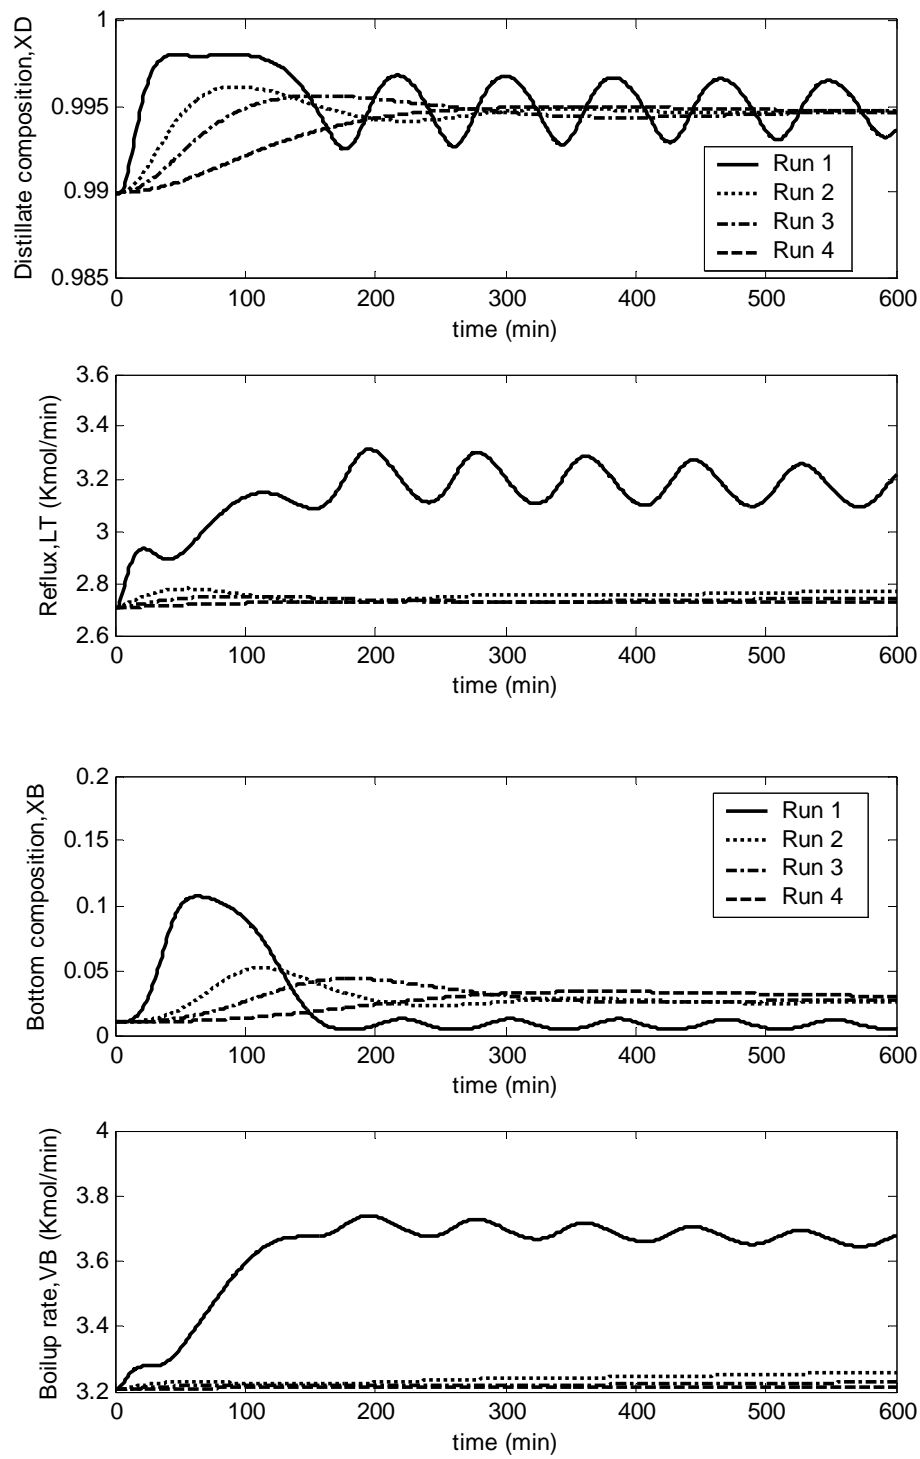 Distillate composition,XD
1
0.995
0.99
0.985
Run 1
Run 2
Run 3
Run 4
0 100 200 300 400 500 600
time (min)
Reflux,LT (Kmol/min)
3.6
3.4
3.2
3
2.8
2.6
0 100 200 300 400 500 600
time (min)
Bottom composition,XB
0.2
0.15
0.1
0.05
0
Run 1
Run 2
Run 3
Run 4
0 100 200 300 400 500 600
time (min)
Boilup rate,VB (Kmol/min)
4
3.8
3.6
3.4
3.2
0 100 200 300 400 500 600
time (min)